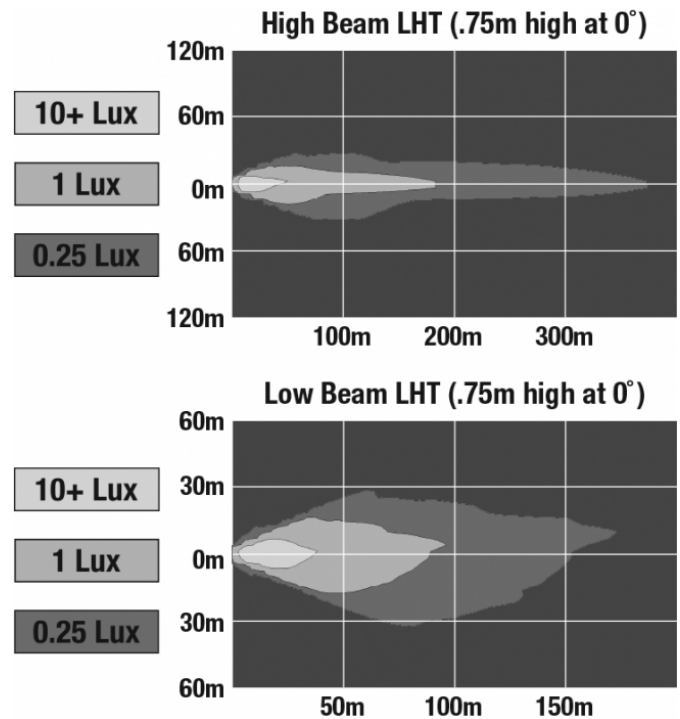 High Beam LHT (.75m high at 0°)
120m
10+ Lux
60m
1 Lux
0m
0.25 Lux
60m
120m
100m 200m 300m
Low Beam LHT (.75m high at 0°)
60m
10+ Lux
30m
1 Lux
0m
0.25 Lux
30m
60m
50m 100m 150m